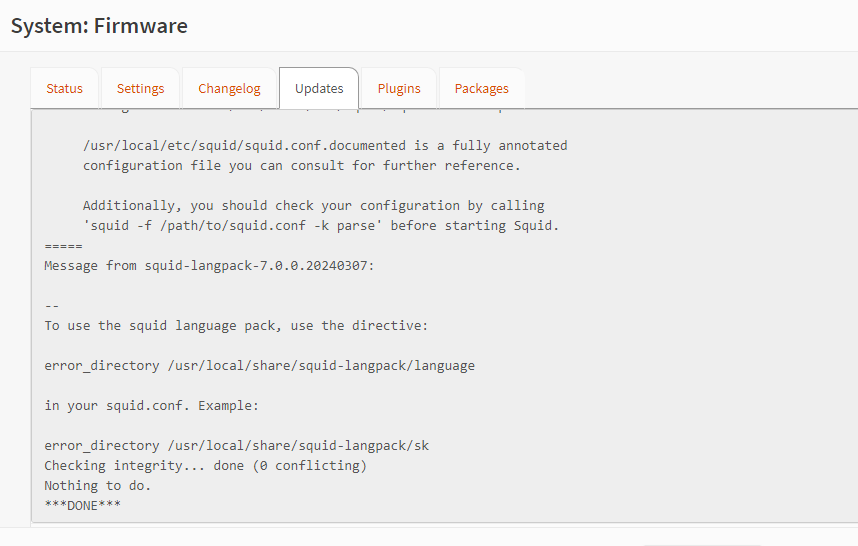 System: Firmware
Status Settings Changelog Updates Plugins Packages
/usr/local/etc/squid/squid.conf.documented is a fully annotated
configuration file you can consult for further reference.
Additionally, you should check your configuration by calling
'squid -f /path/to/squid.conf -k parse' before starting Squid.
=====
Message from squid-langpack-7.0.0.20240307:
--
To use the squid language pack, use the directive:
error_directory /usr/local/share/squid-langpack/language
in your squid.conf. Example:
error_directory /usr/local/share/squid-langpack/sk
Checking integrity... done (0 conflicting)
Nothing to do.
***DONE***